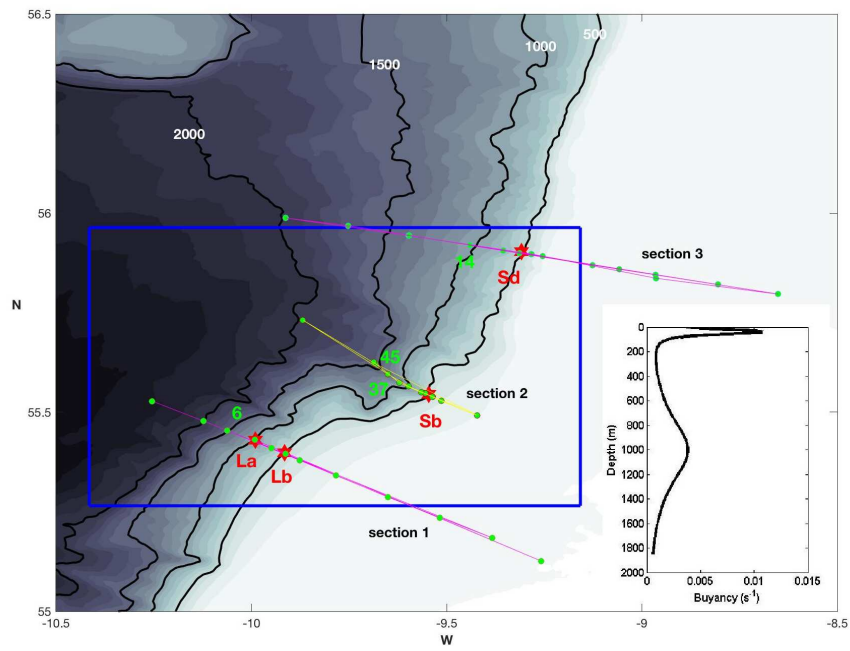 56.5
500
1000
1500
2000
56
section 3
14
Sd
N
0
200
400
600
800
1000
1200
1400
1600
1800
2000
Depth (m)
0
0.005
0.01
0.015
Buyancy (s⁻¹)
45
37
section 2
Sb
55.5
6
La
Lb
section 1
55
-10.5
-10
-9.5
-9
-8.5
W